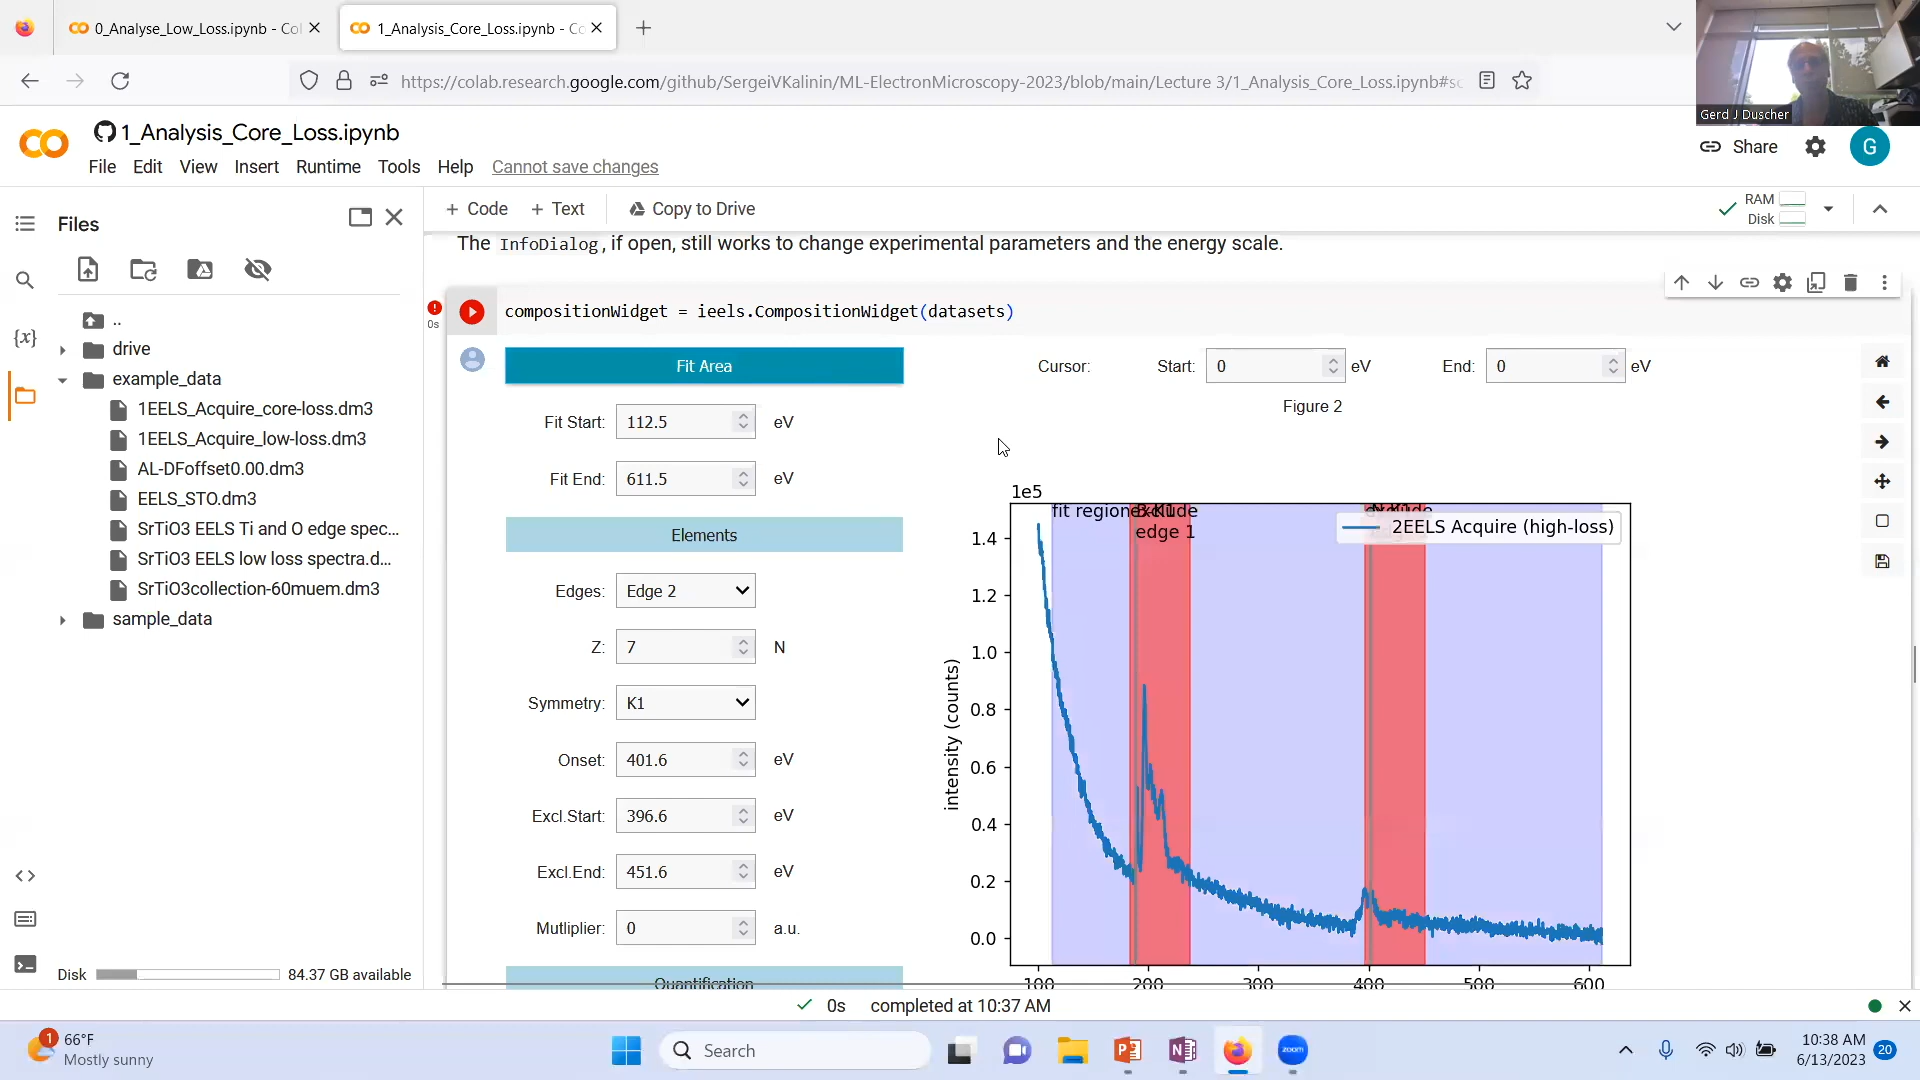 0_Analyse_Low_Loss.ipynb - Col
1_Analysis_Core_Loss.ipynb - Co
https://colab.research.google.com/github/SergeiVKalinin/ML-ElectronMicroscopy-2023/blob/main/Lecture 3/1_Analysis_Core_Loss.ipynb#sc
Gerd J Duscher
1_Analysis_Core_Loss.ipynb
File Edit View Insert Runtime Tools Help Cannot save changes
Share
G
Files
+ Code + Text Copy to Drive
RAM
Disk
The InfoDialog, if open, still works to change experimental parameters and the energy scale.
..
drive
example_data
1EELS_Acquire_core-loss.dm3
1EELS_Acquire_low-loss.dm3
AL-DFoffset0.00.dm3
EELS_STO.dm3
SrTiO3 EELS Ti and O edge spec...
SrTiO3 EELS low loss spectra.d...
SrTiO3collection-60muem.dm3
sample_data
Disk 84.37 GB available
{x}
0s
compositionWidget = ieels.CompositionWidget(datasets)
Fit Area
Fit Start: 112.5 eV
Fit End: 611.5 eV
Elements
Edges: Edge 2
Z: 7 N
Symmetry: K1
Onset: 401.6 eV
Excl.Start: 396.6 eV
Excl.End: 451.6 eV
Mutliplier: 0 a.u.
Quantification
Cursor: Start: 0 eV End: 0 eV
Figure 2
1e5
fit region
edge 1
2EELS Acquire (high-loss)
intensity (counts)
1.4
1.2
1.0
0.8
0.6
0.4
0.2
0.0
100 200 300 400 500 600
0s completed at 10:37 AM
1
66°F
Mostly sunny
Search
zoom
10:38 AM
6/13/2023
20